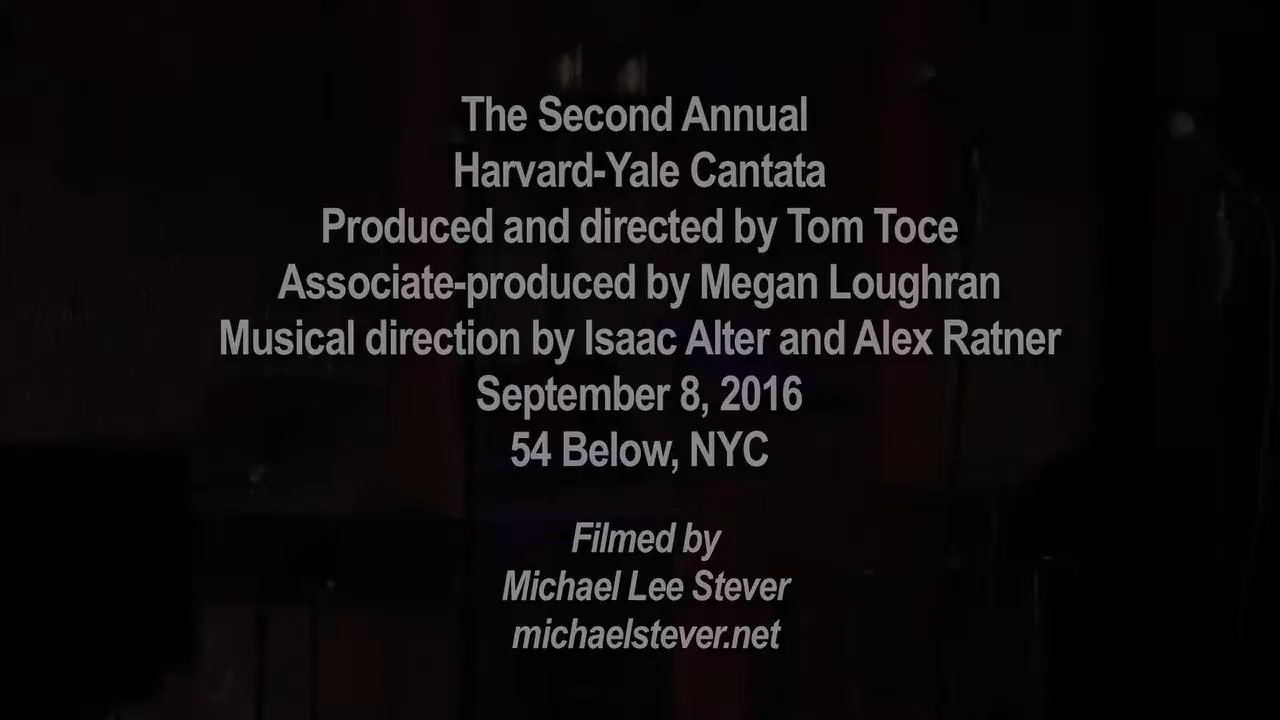 The Second Annual
Harvard-Yale Cantata
Produced and directed by Tom Toce
Associate-produced by Megan Loughran
Musical direction by Isaac Alter and Alex Ratner
September 8, 2016
54 Below, NYC
Filmed by
Michael Lee Stever
michaelstever.net